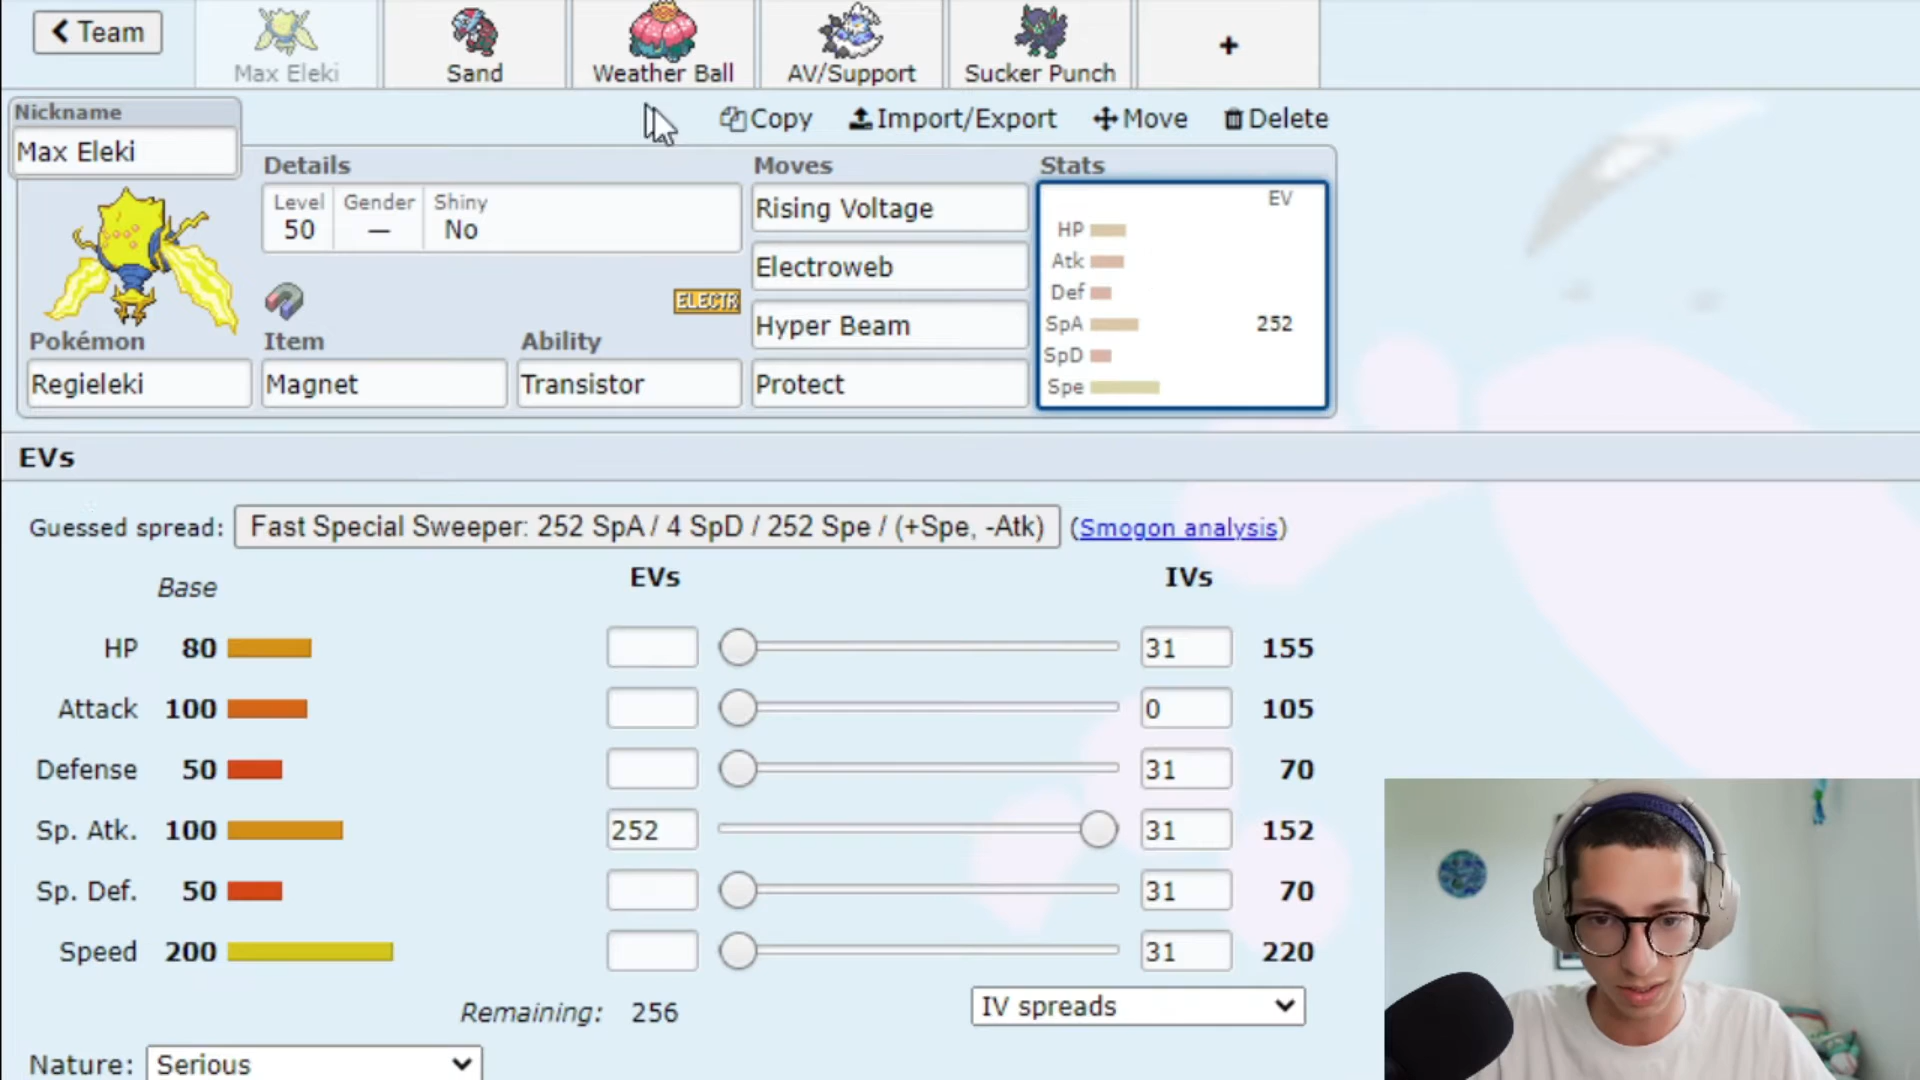 Team
Max Eleki
Sand
Weather Ball
AV/Support
Sucker Punch
+
Nickname
Max Eleki
Copy
Import/Export
Move
Delete
Details
Moves
Stats
Level
Gender
Shiny
50
—
No
Rising Voltage
Electroweb
Hyper Beam
Protect
EV
HP
Atk
Def
SpA 252
SpD
Spe
ELECTR
Pokémon
Item
Ability
Regieleki
Magnet
Transistor
EVs
Guessed spread: Fast Special Sweeper: 252 SpA / 4 SpD / 252 Spe / (+Spe, -Atk) (Smogon analysis)
Base EVs IVs
HP 80 31 155
Attack 100 0 105
Defense 50 31 70
Sp. Atk. 100 252 31 152
Sp. Def. 50 31 70
Speed 200 31 220
Remaining: 256
IV spreads
Nature: Serious